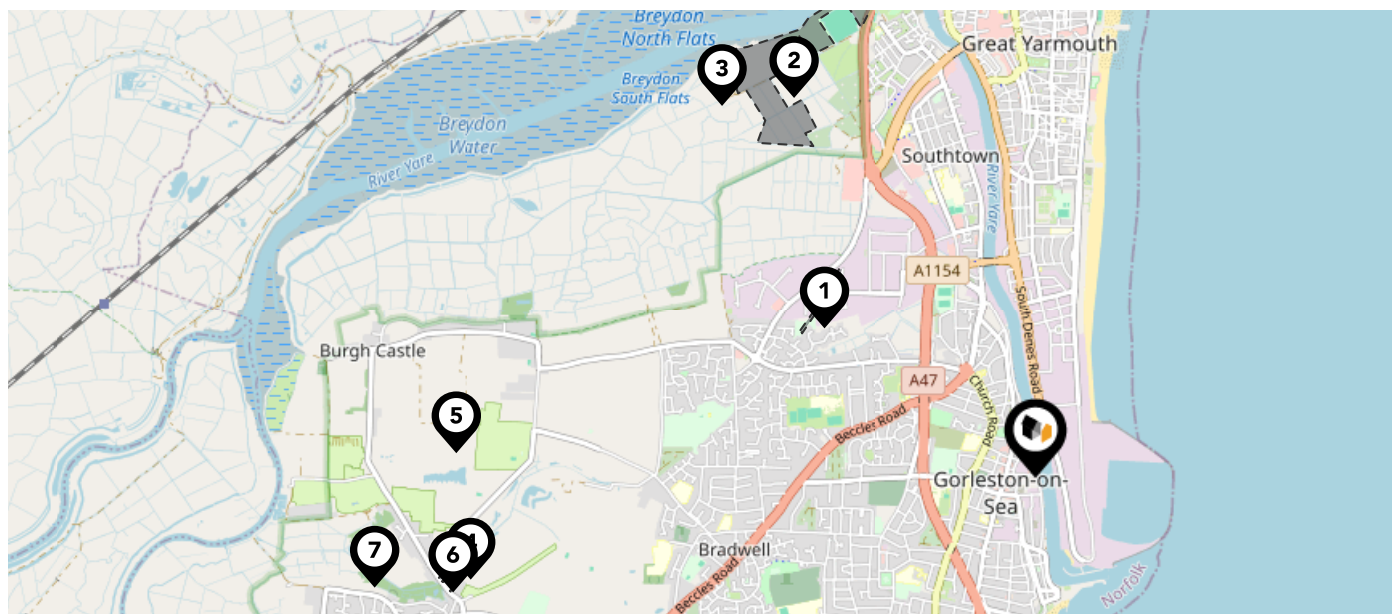 Breydon
North Flats
Great Yarmouth
3
2
Breydon
South Flats
Breydon
Water
River Yare
Southtown
River Yare
A1154
1
South Denes Road
Burgh Castle
A47
Church Road
5
Beccles Road
Gorleston-on-
Sea
7
6
4
Bradwell
Beccles Road
Norfolk